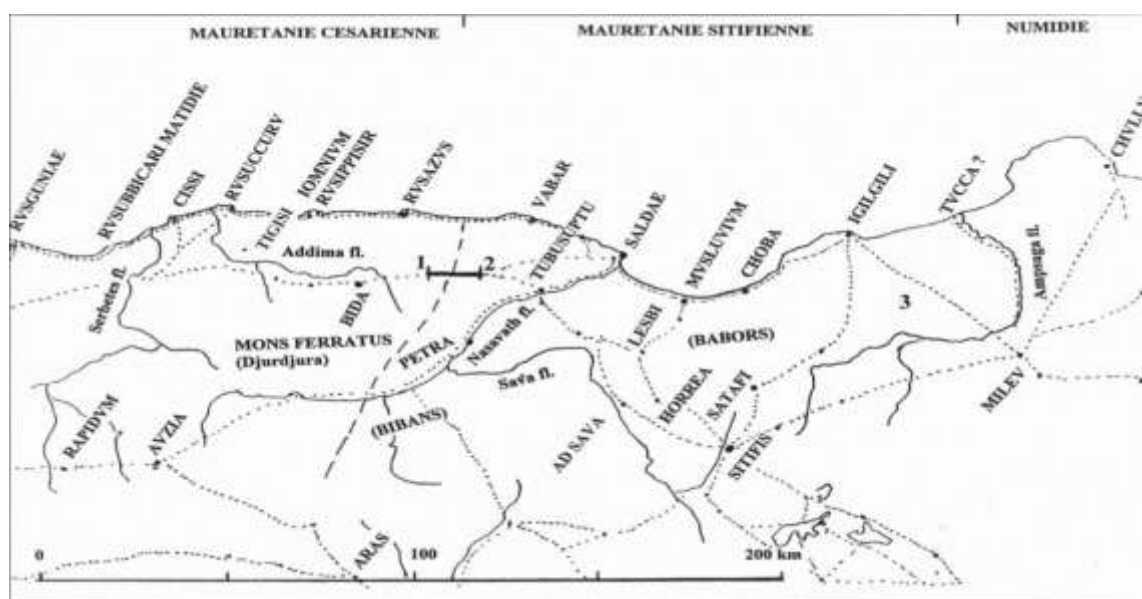 MAURETANIE CESARIENNE
MAURETANIE SITIFIENNE
NUMIDIE
RVSGUNIAE
RVSUBBICARI MATIDIE
CISSI
RVSUCCURV
TIGISI
IOMNIVM
RVSIPPISIR
RVSAZVS
VABAR
TUBUSUPTU
SALDAE
MVSLUVIVM
CHOBA
IGILGILI
TVCCA ?
Addima fl.
Serbetes fl.
BIDA
1
2
3
LESBI
(BABORS)
Ampsaga fl.
MONS FERRATUS
(Djurdjura)
PETRA
Nasavath fl.
Sava fl.
HORREA
SATAFI
MILEV
RAPIDVM
AVZIA
(BIBANS)
AD SAVA
SITIFIS
ARAS
0
100
200 km